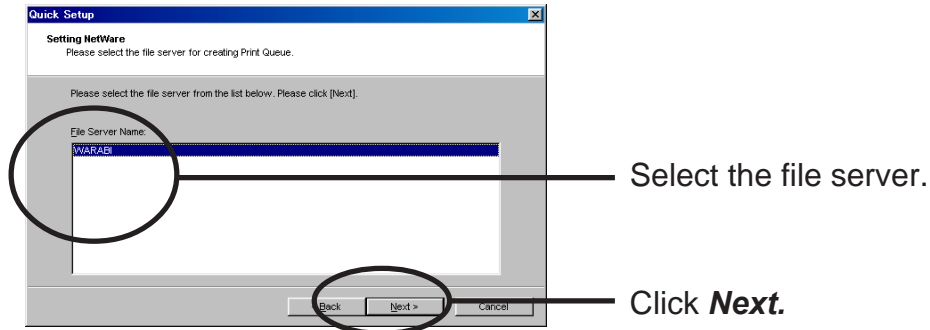 Quick Setup
Setting NetWare
Please select the file server for creating Print Queue.
Please select the file server from the list below. Please click [Next].
File Server Name:
WARABI
Select the file server.
Back Next > Cancel
Click Next.